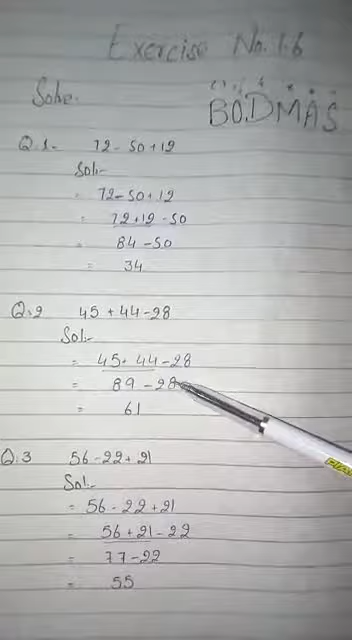 Exercise No. 1.6
Solve.
BODMAS
Q.1- 72-50+12
Sol:-
= 72-50+12
= 72+12-50
= 84-50
= 34
Q.2 45+44-28
Sol:-
= 45+44-28
= 89-28
= 61
Q.3 56-22+21
Sol:-
= 56-22+21
= 56+21-22
= 77-22
= 55